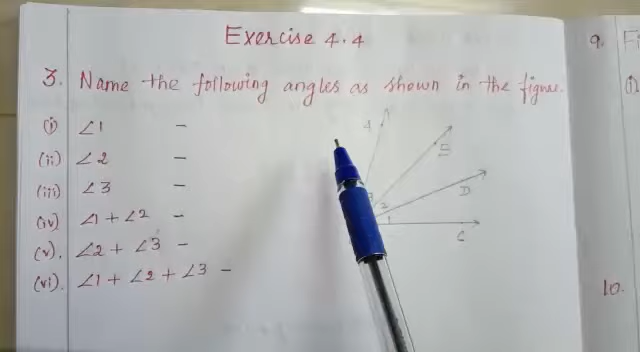 Exercise 4.4
3. Name the following angles as shown in the figure.
(i) ∠1 -
(ii) ∠2 -
(iii) ∠3 -
(iv) ∠1 + ∠2 -
(v). ∠2 + ∠3 -
(vi). ∠1 + ∠2 + ∠3 -
A
B
D
C
3
2
1
9.
(i)
10.